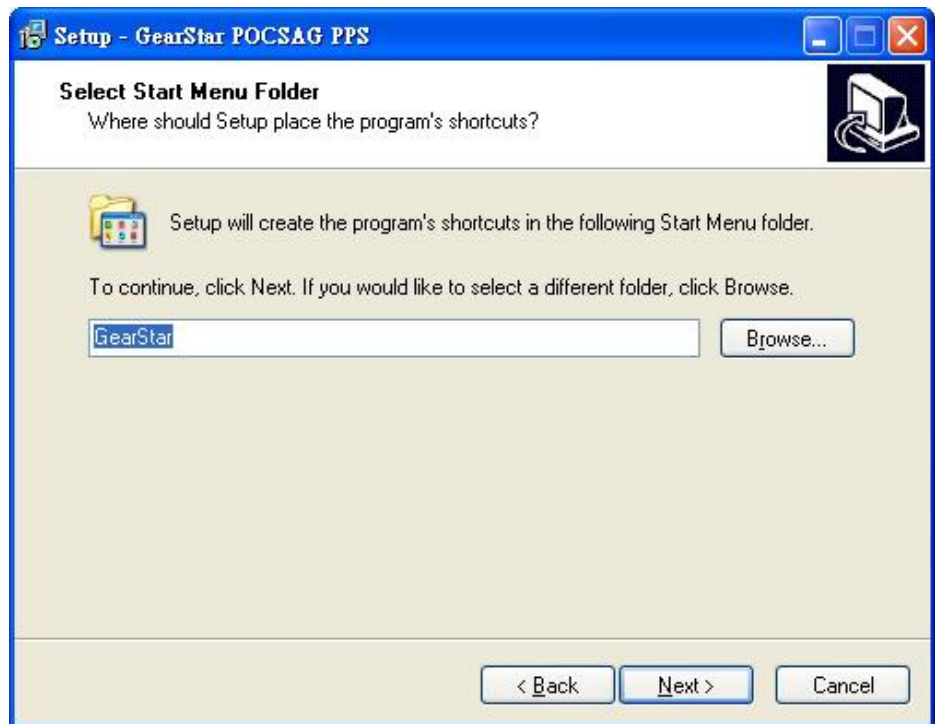 Setup - GearStar POCSAG PPS
Select Start Menu Folder
Where should Setup place the program's shortcuts?
Setup will create the program's shortcuts in the following Start Menu folder.
To continue, click Next. If you would like to select a different folder, click Browse.
GearStar
Browse...
< Back
Next >
Cancel